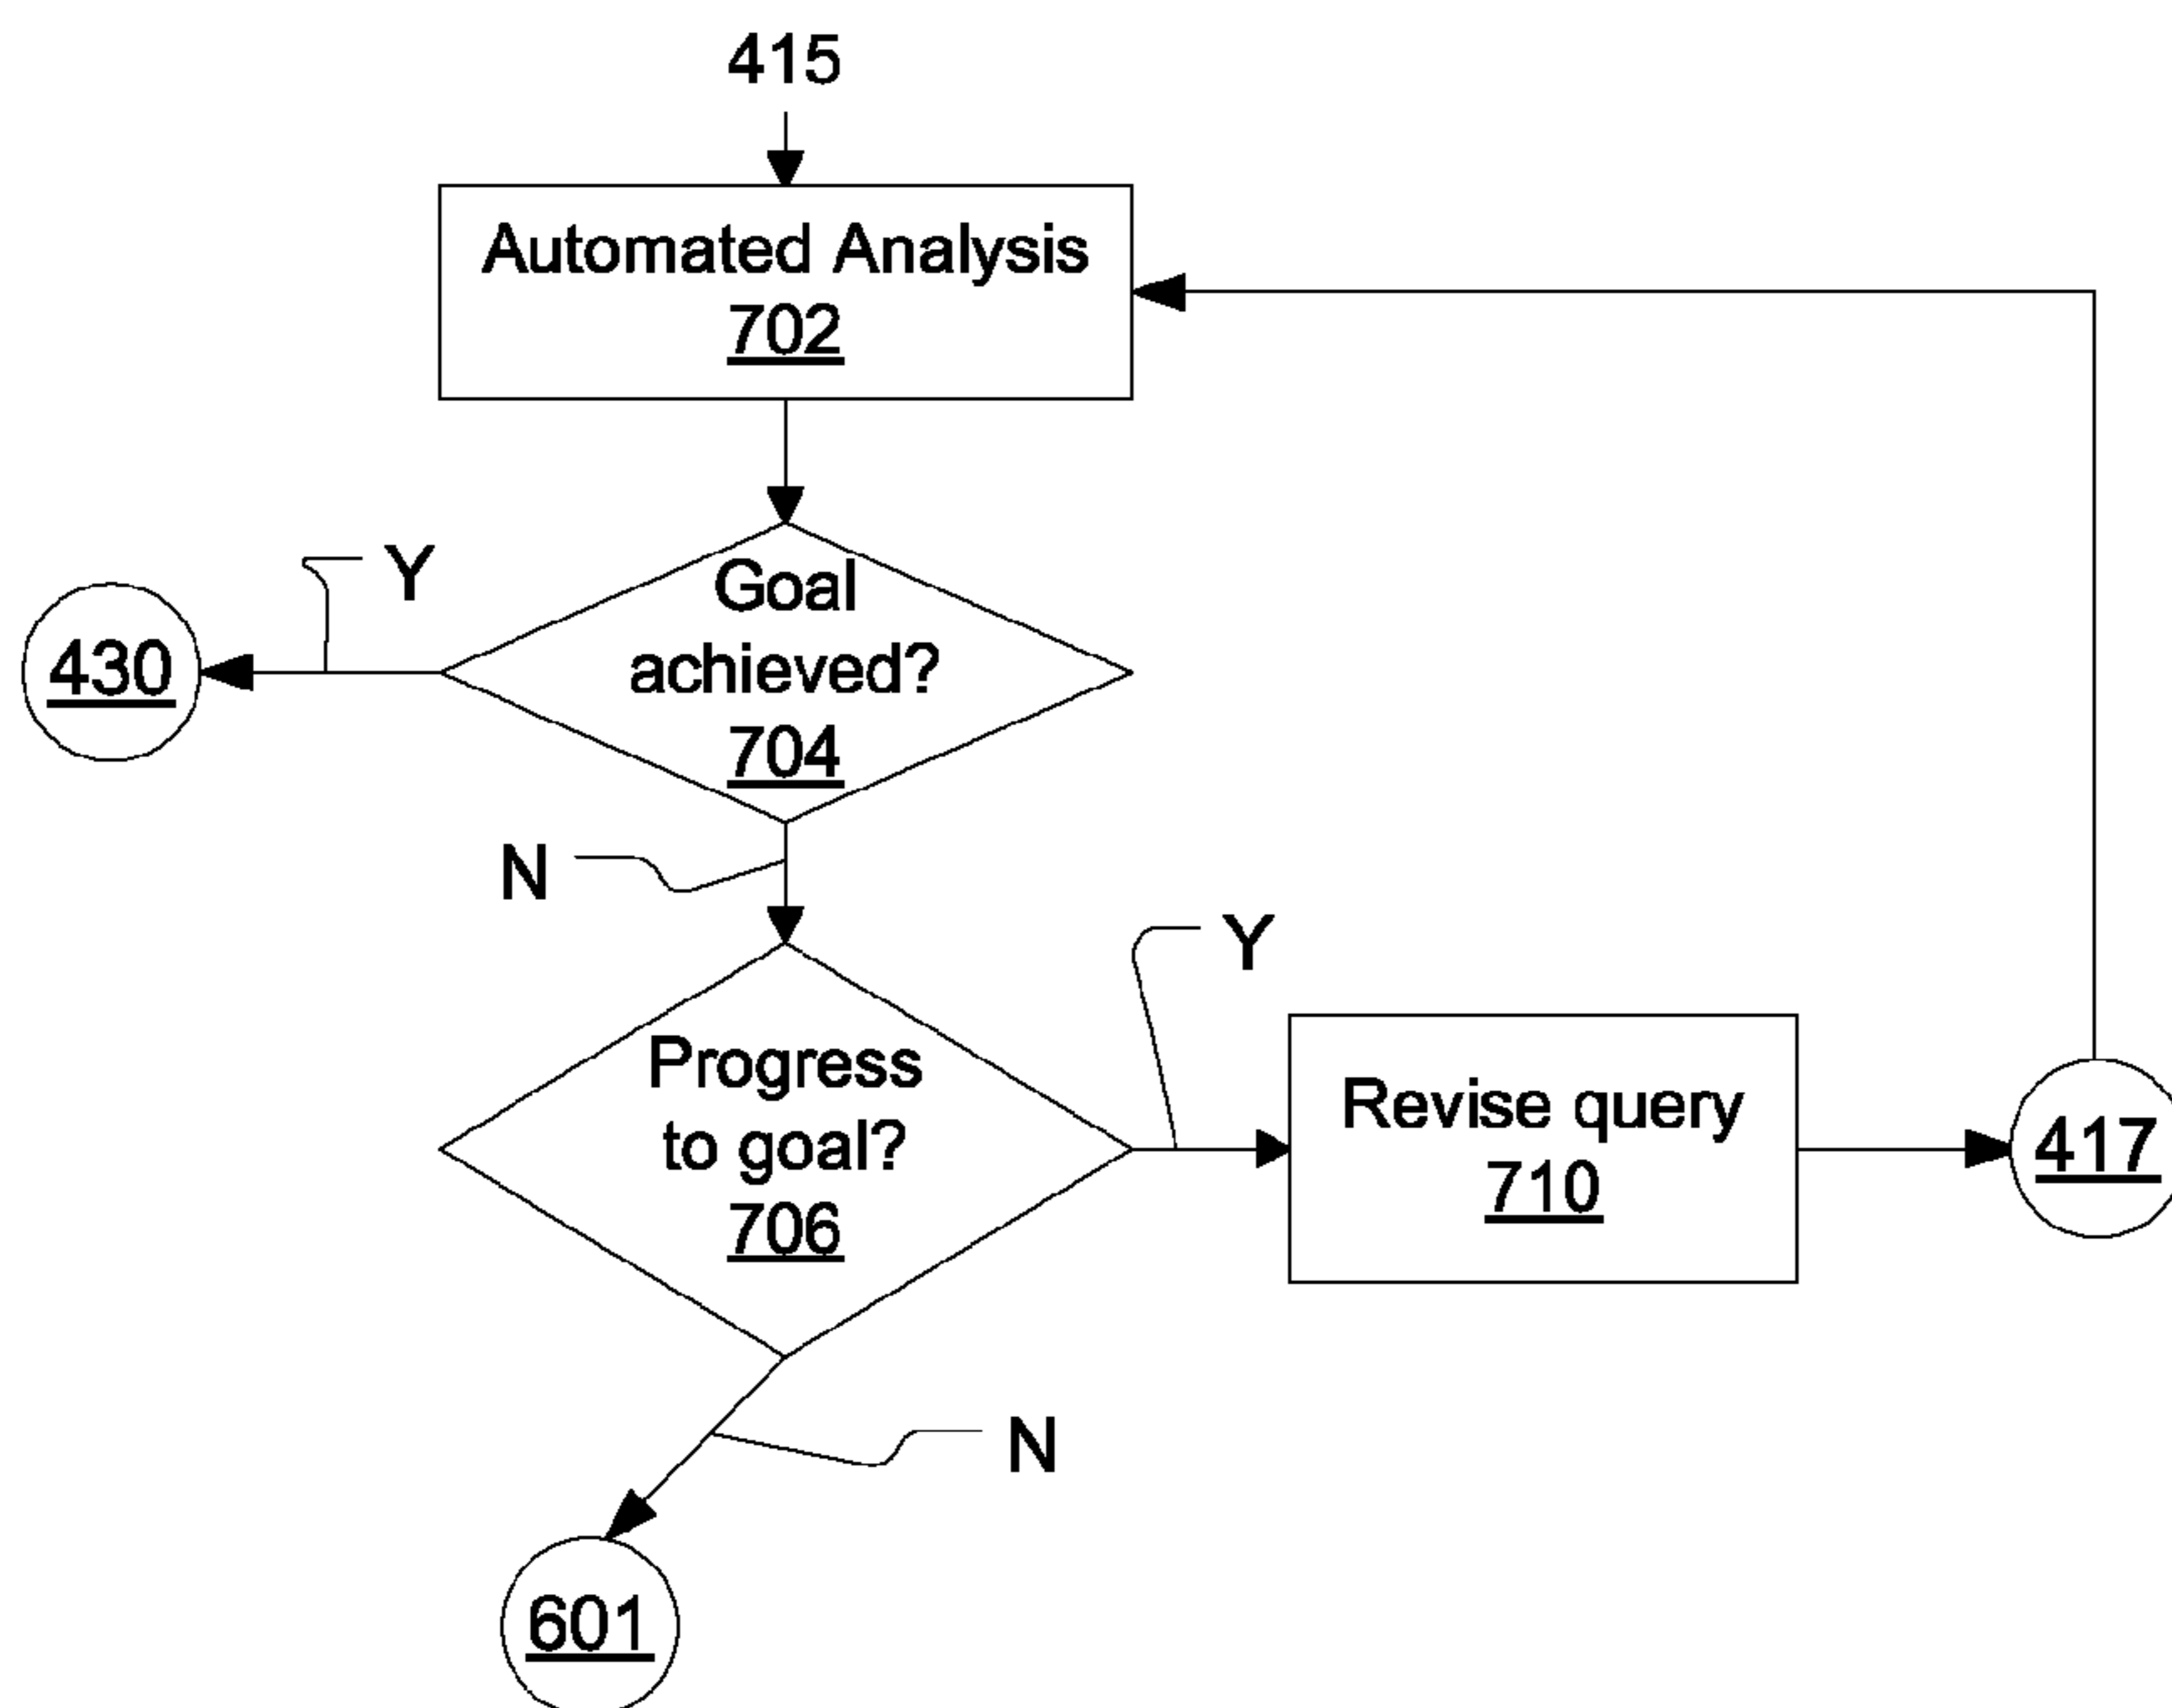 415
Automated Analysis
702
Y
Goal
achieved?
704
430
N
Y
Progress
to goal?
706
Revise query
710
417
N
601